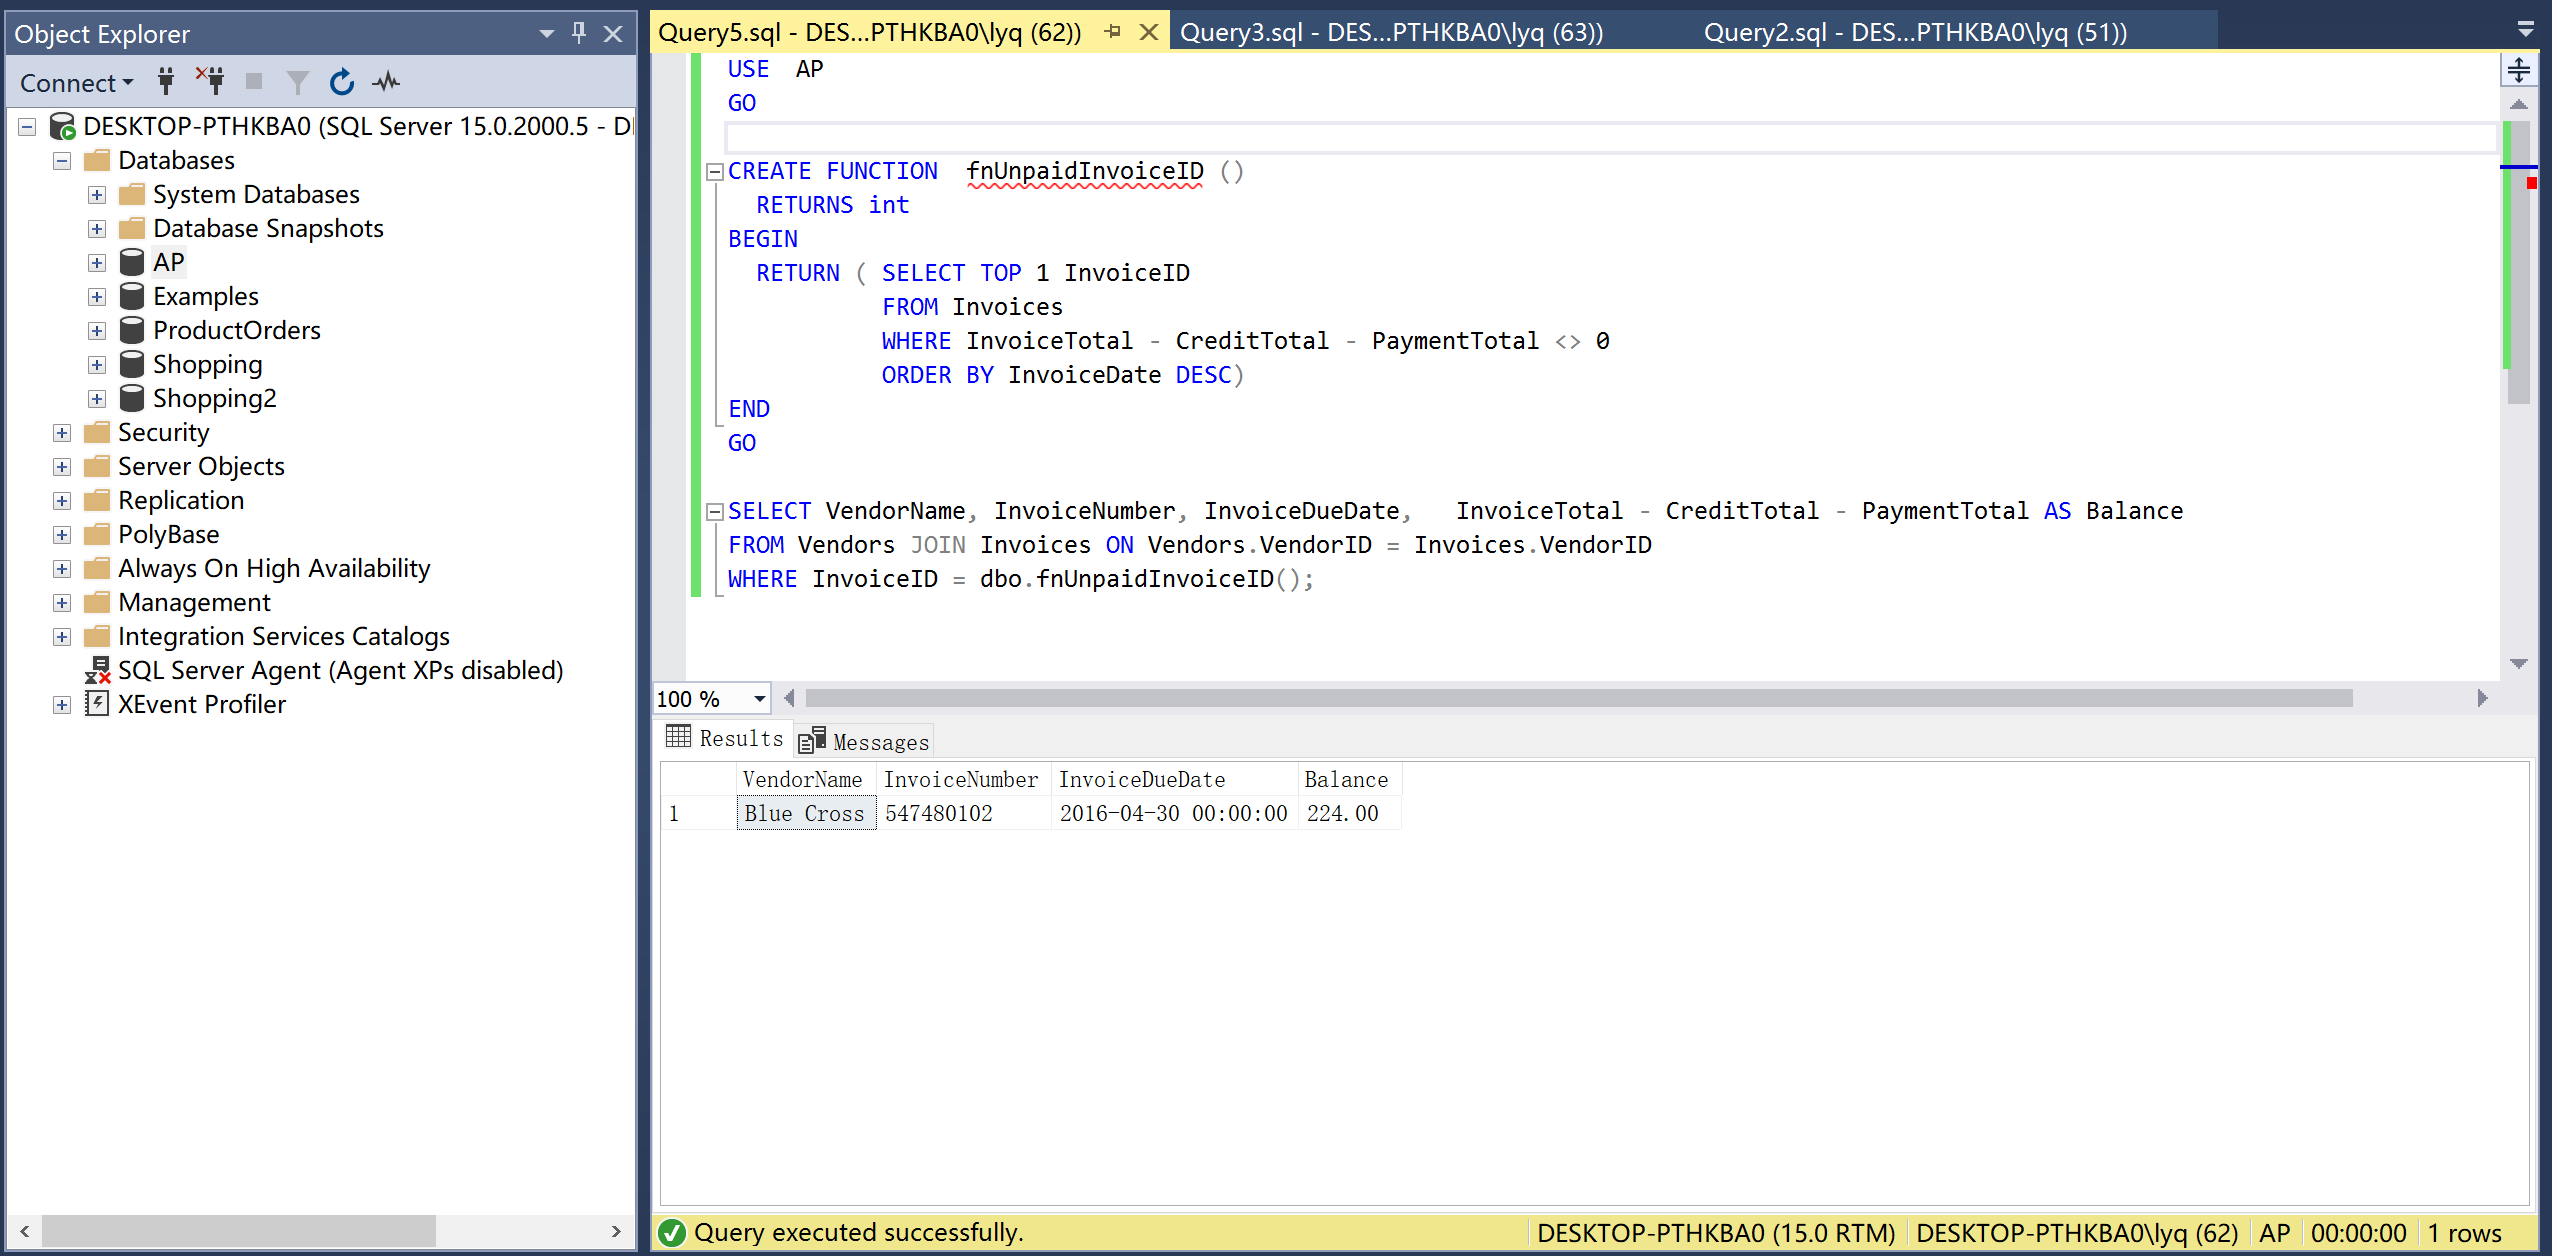 Object Explorer
Connect
DESKTOP-PTHKBA0 (SQL Server 15.0.2000.5 - D
Databases
System Databases
Database Snapshots
AP
Examples
ProductOrders
Shopping
Shopping2
Security
Server Objects
Replication
PolyBase
Always On High Availability
Management
Integration Services Catalogs
SQL Server Agent (Agent XPs disabled)
XEvent Profiler
Query5.sql - DES...PTHKBA0\lyq (62))
Query3.sql - DES...PTHKBA0\lyq (63))
Query2.sql - DES...PTHKBA0\lyq (51))
USE  AP
GO
CREATE FUNCTION  fnUnpaidInvoiceID ()
RETURNS int
BEGIN
RETURN ( SELECT TOP 1 InvoiceID
FROM Invoices
WHERE InvoiceTotal - CreditTotal - PaymentTotal <> 0
ORDER BY InvoiceDate DESC)
END
GO
SELECT VendorName, InvoiceNumber, InvoiceDueDate,   InvoiceTotal - CreditTotal - PaymentTotal AS Balance
FROM Vendors JOIN Invoices ON Vendors.VendorID = Invoices.VendorID
WHERE InvoiceID = dbo.fnUnpaidInvoiceID();
100 %
Results Messages
VendorName InvoiceNumber InvoiceDueDate Balance
1 Blue Cross 547480102 2016-04-30 00:00:00 224.00
Query executed successfully. DESKTOP-PTHKBA0 (15.0 RTM) DESKTOP-PTHKBA0\lyq (62) AP 00:00:00 1 rows